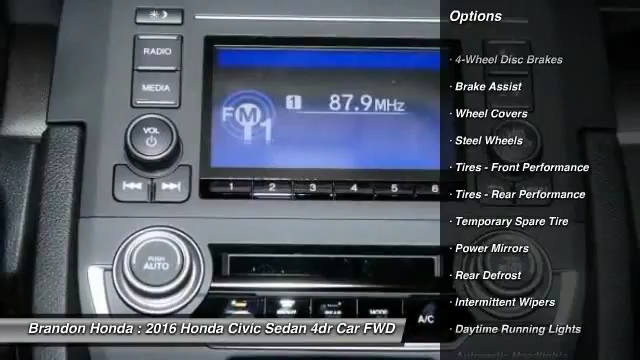 Options
4-Wheel Disc Brakes
Brake Assist
Wheel Covers
Steel Wheels
Tires - Front Performance
Tires - Rear Performance
Temporary Spare Tire
Power Mirrors
Rear Defrost
Intermittent Wipers
Daytime Running Lights
RADIO
MEDIA
VOL
FM1
1 87.9MHz
1 2 3 4 5 6
PUSH
AUTO
MODE
A/C
Brandon Honda : 2016 Honda Civic Sedan 4dr Car FWD